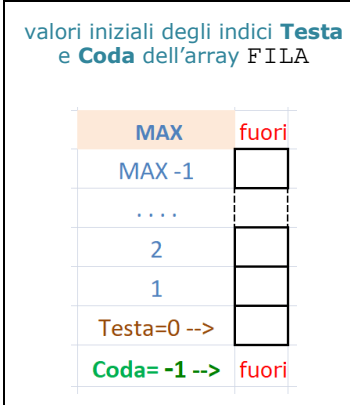 valori iniziali degli indici Testa
e Coda dell'array FILA
MAX fuori
MAX -1
. . . .
2
1
Testa=0 -->
Coda= -1 --> fuori